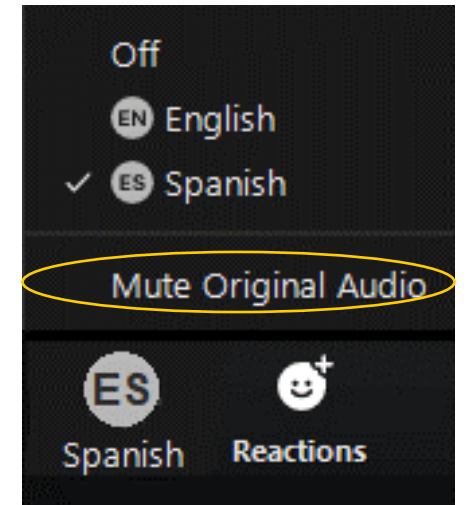 Off
EN English
ES Spanish
Mute Original Audio
ES
Spanish Reactions